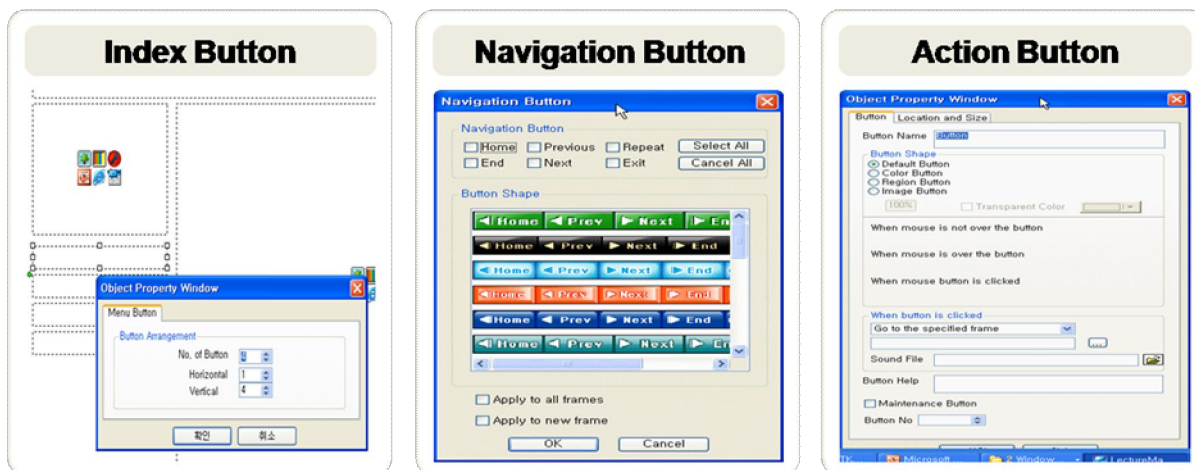 Index Button
Object Property Window
Menu Button
Button Arrangement
No. of Button
Horizontal 1
Vertical 4
확인 취소
Navigation Button
Navigation Button
Navigation Button
Home Previous Repeat Select All
End Next Exit Cancel All
Button Shape
Home Prev Next En
Home Prev Next End
Home Prev Next End
Home Prev Next End
Home Prev Next End
Home Prev Next En
Apply to all frames
Apply to new frame
OK Cancel
Action Button
Object Property Window
Button Location and Size
Button Name Button
Button Shape
Default Button
Color Button
Region Button
Image Button
100% Transparent Color
When mouse is not over the button
When mouse is over the button
When mouse button is clicked
When button is clicked
Go to the specified frame
...
Sound File
Button Help
Maintenance Button
Button No
TK... Microsoft 2 Window LectureMa